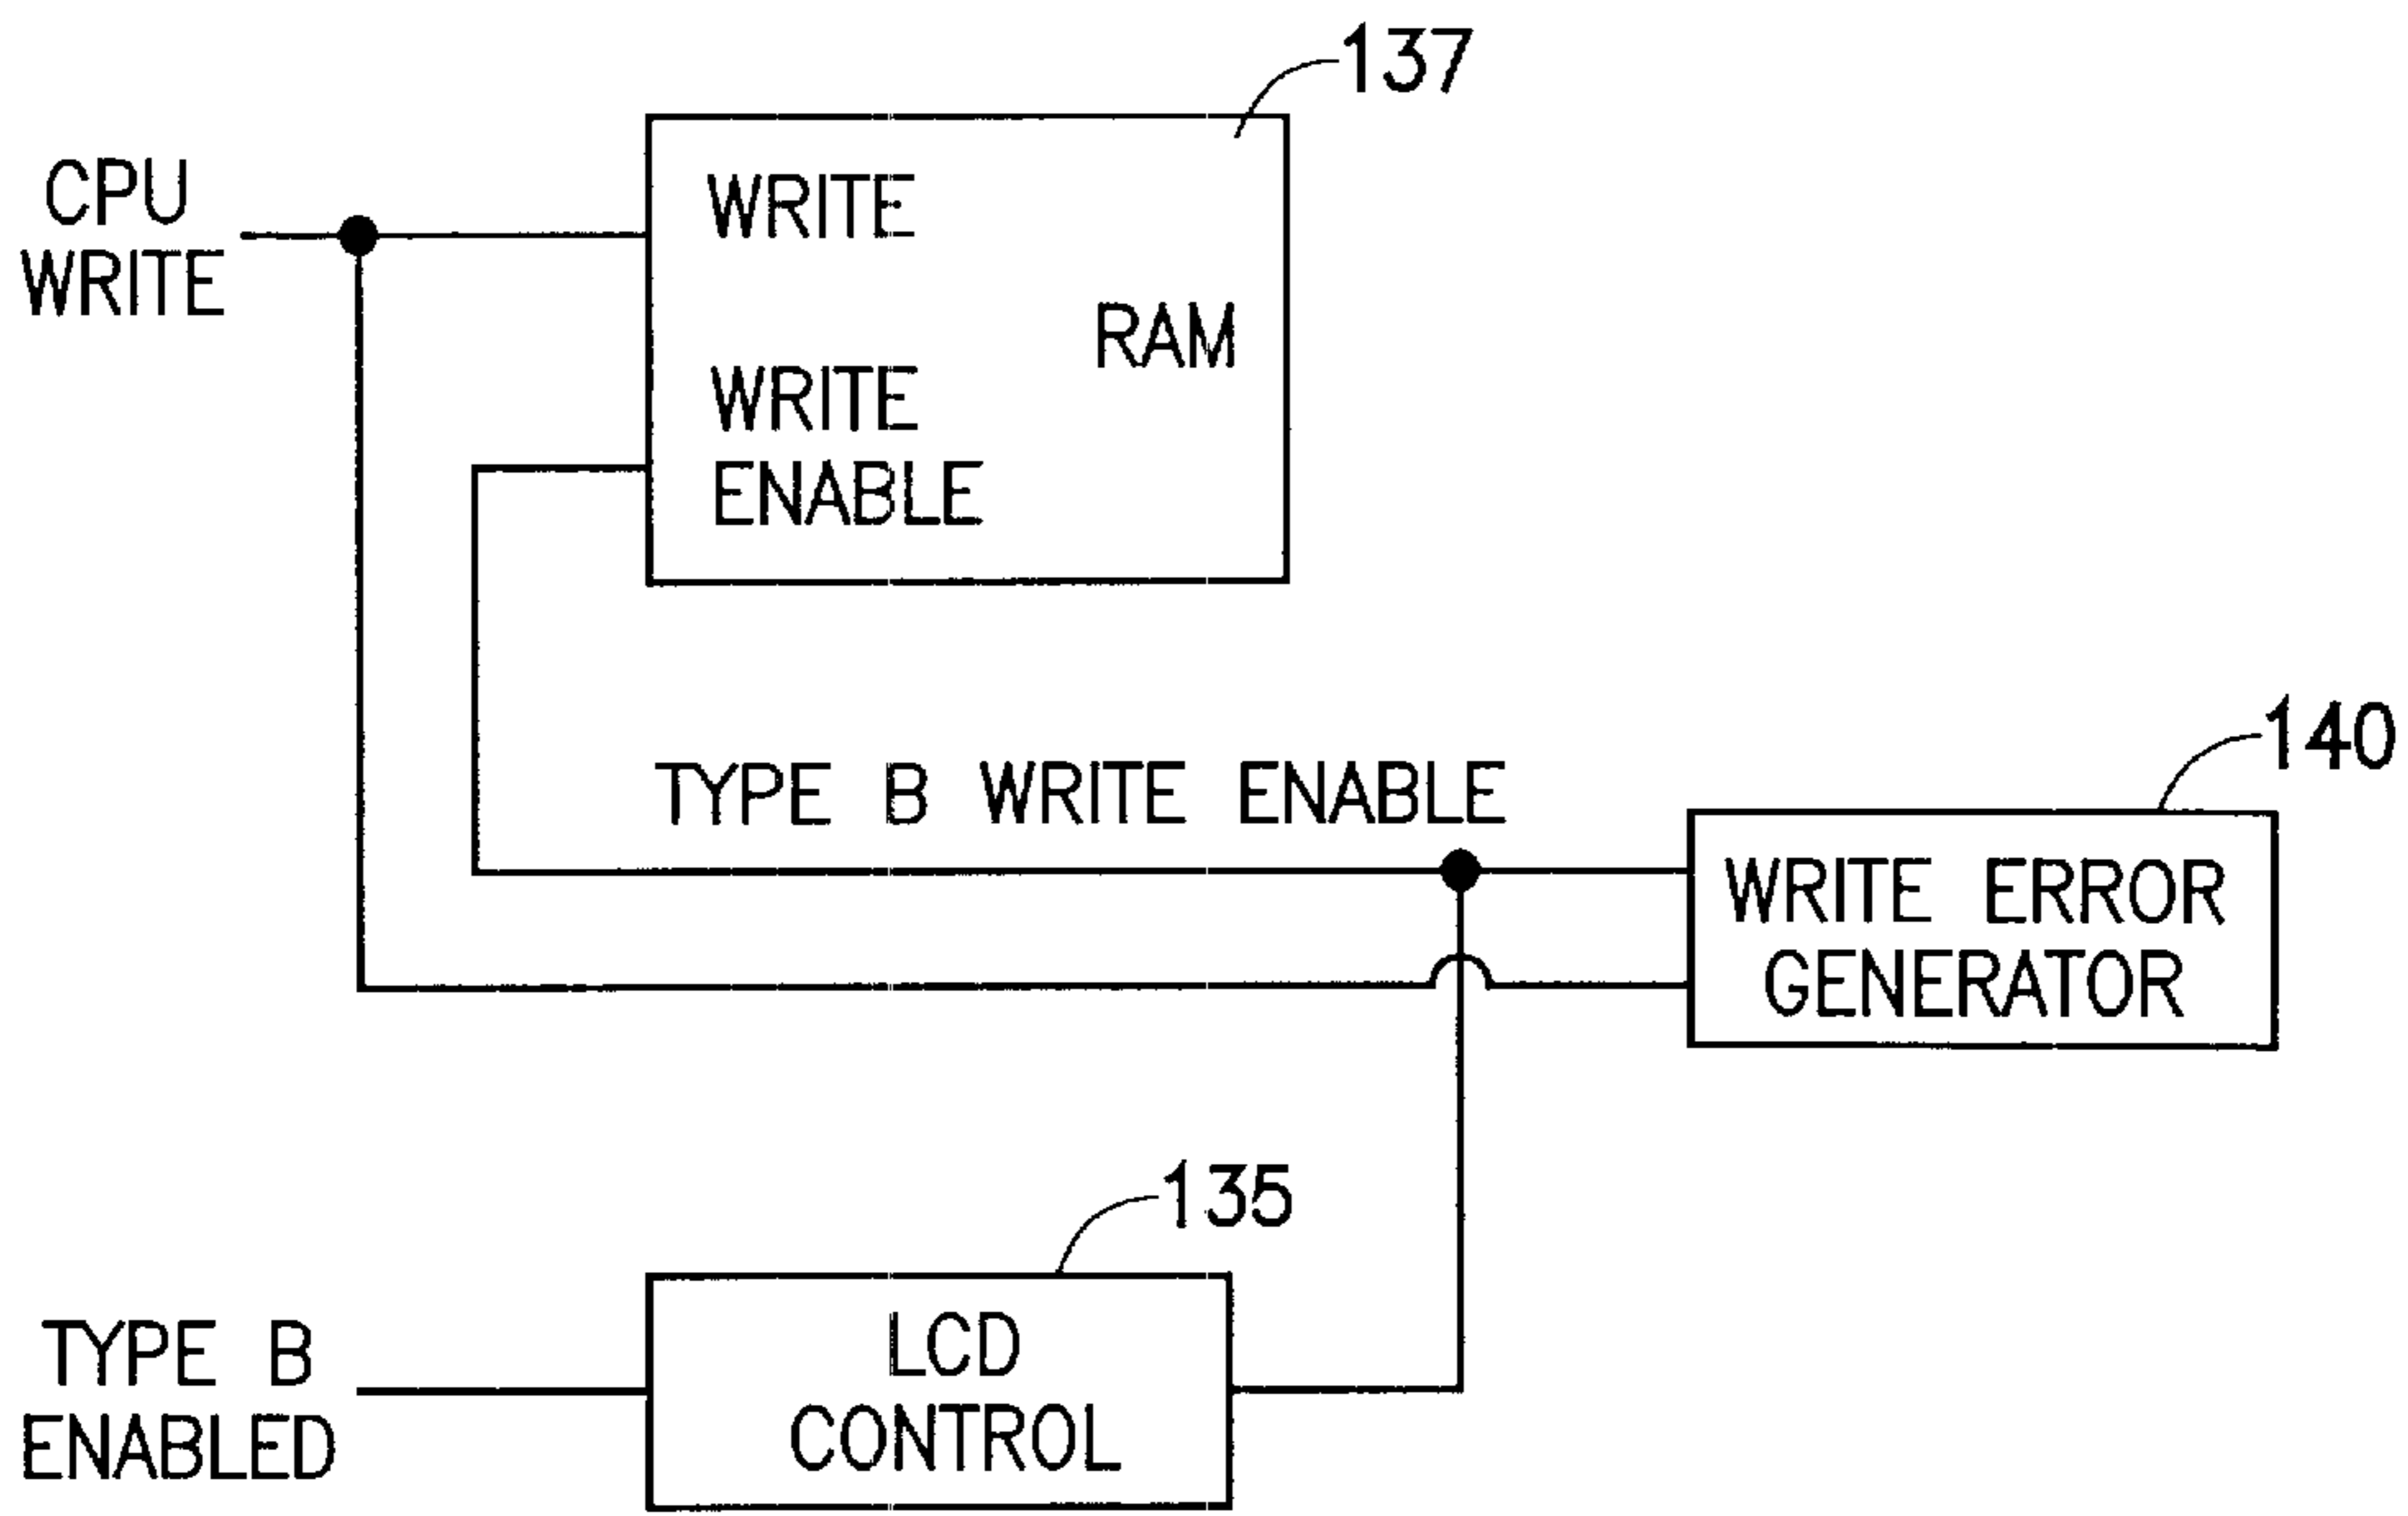 137
CPU
WRITE
WRITE
RAM
WRITE
ENABLE
TYPE B WRITE ENABLE
140
WRITE ERROR
GENERATOR
135
LCD
CONTROL
TYPE B
ENABLED